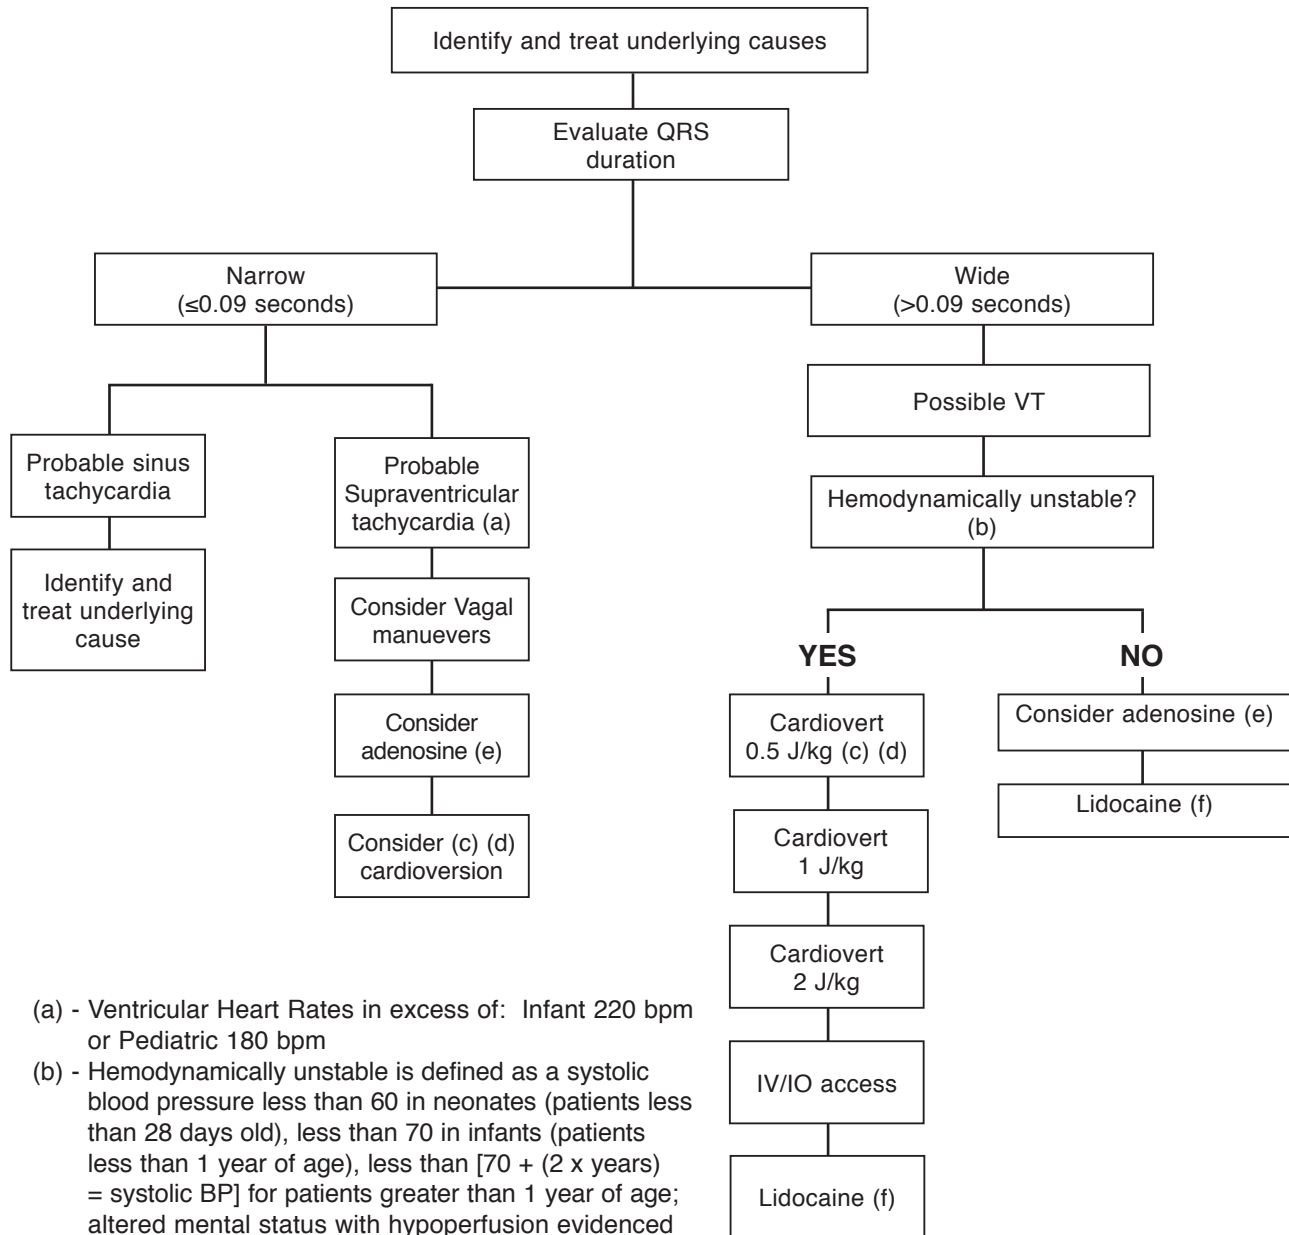 Identify and treat underlying causes
Evaluate QRS
duration
Narrow
(≤0.09 seconds)
Wide
(>0.09 seconds)
Probable sinus
tachycardia
Identify and
treat underlying
cause
Probable
Supraventricular
tachycardia (a)
Consider Vagal
manuevers
Consider
adenosine (e)
Consider (c) (d)
cardioversion
Possible VT
Hemodynamically unstable?
(b)
YES
NO
Cardiovert
0.5 J/kg (c) (d)
Cardiovert
1 J/kg
Cardiovert
2 J/kg
IV/IO access
Lidocaine (f)
Consider adenosine (e)
Lidocaine (f)
(a) - Ventricular Heart Rates in excess of: Infant 220 bpm
or Pediatric 180 bpm
(b) - Hemodynamically unstable is defined as a systolic
blood pressure less than 60 in neonates (patients less
than 28 days old), less than 70 in infants (patients
less than 1 year of age), less than [70 + (2 x years)
= systolic BP] for patients greater than 1 year of age;
altered mental status with hypoperfusion evidenced